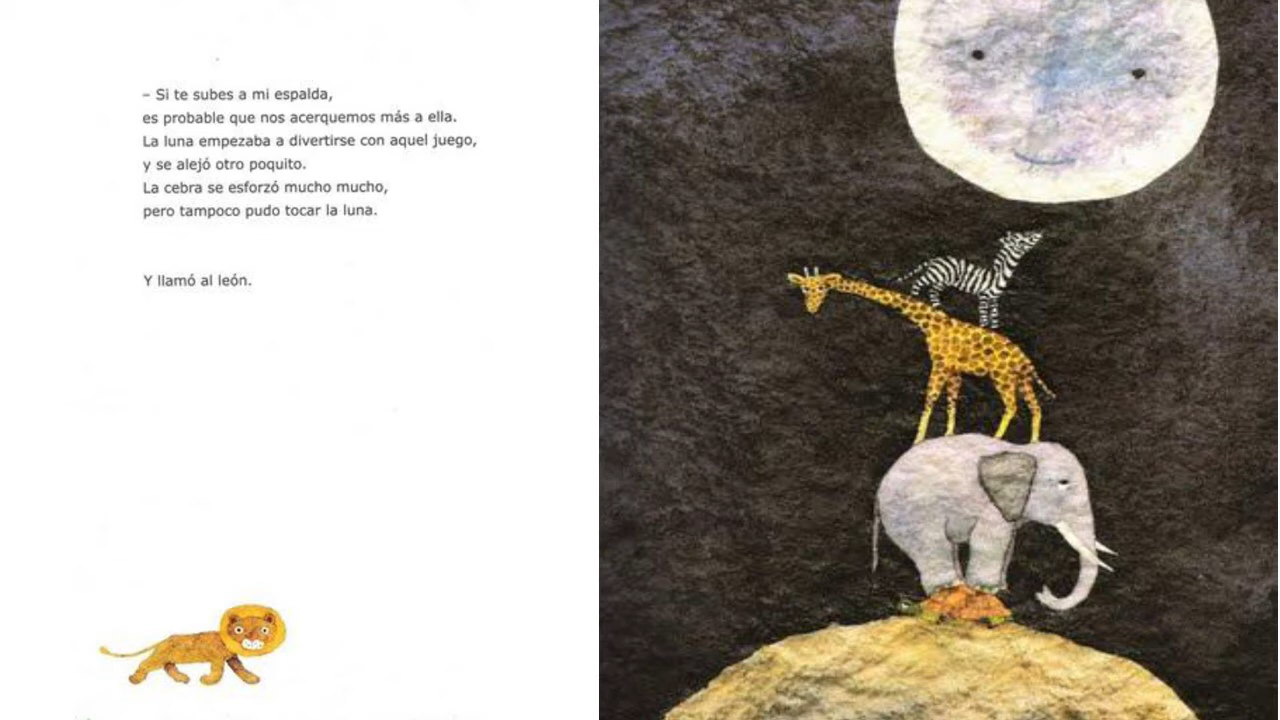 – Si te subes a mi espalda,
es probable que nos acerquemos más a ella.
La luna empezaba a divertirse con aquel juego,
y se alejó otro poquito.
La cebra se esforzó mucho mucho,
pero tampoco pudo tocar la luna.
Y llamó al león.